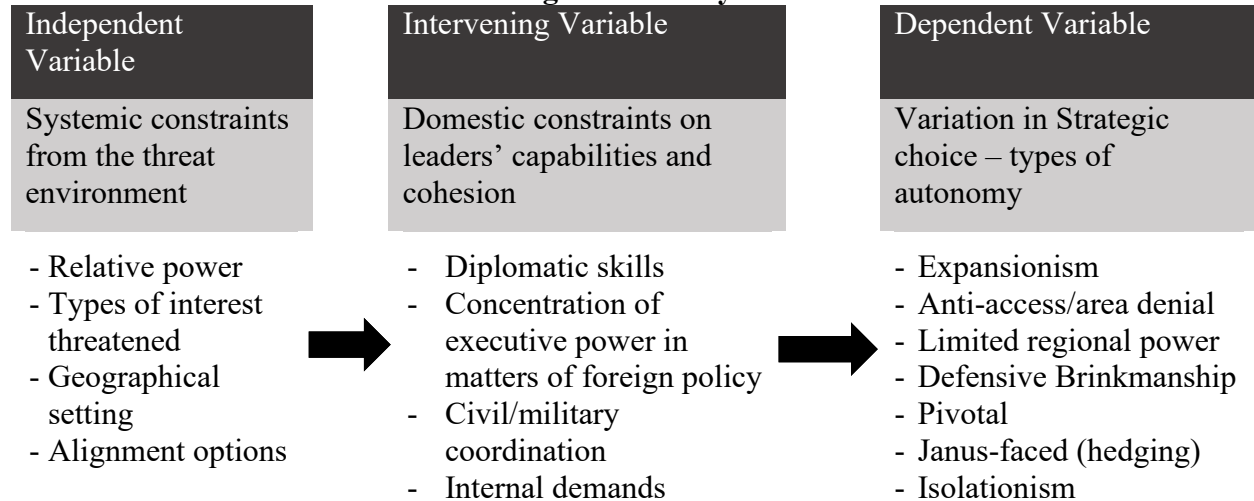 Independent
Variable
Systemic constraints
from the threat
environment
- Relative power
- Types of interest
threatened
- Geographical
setting
- Alignment options
Intervening Variable
Domestic constraints on
leaders’ capabilities and
cohesion
- Diplomatic skills
- Concentration of
executive power in
matters of foreign policy
- Civil/military
coordination
- Internal demands
Dependent Variable
Variation in Strategic
choice – types of
autonomy
- Expansionism
- Anti-access/area denial
- Limited regional power
- Defensive Brinkmanship
- Pivotal
- Janus-faced (hedging)
- Isolationism